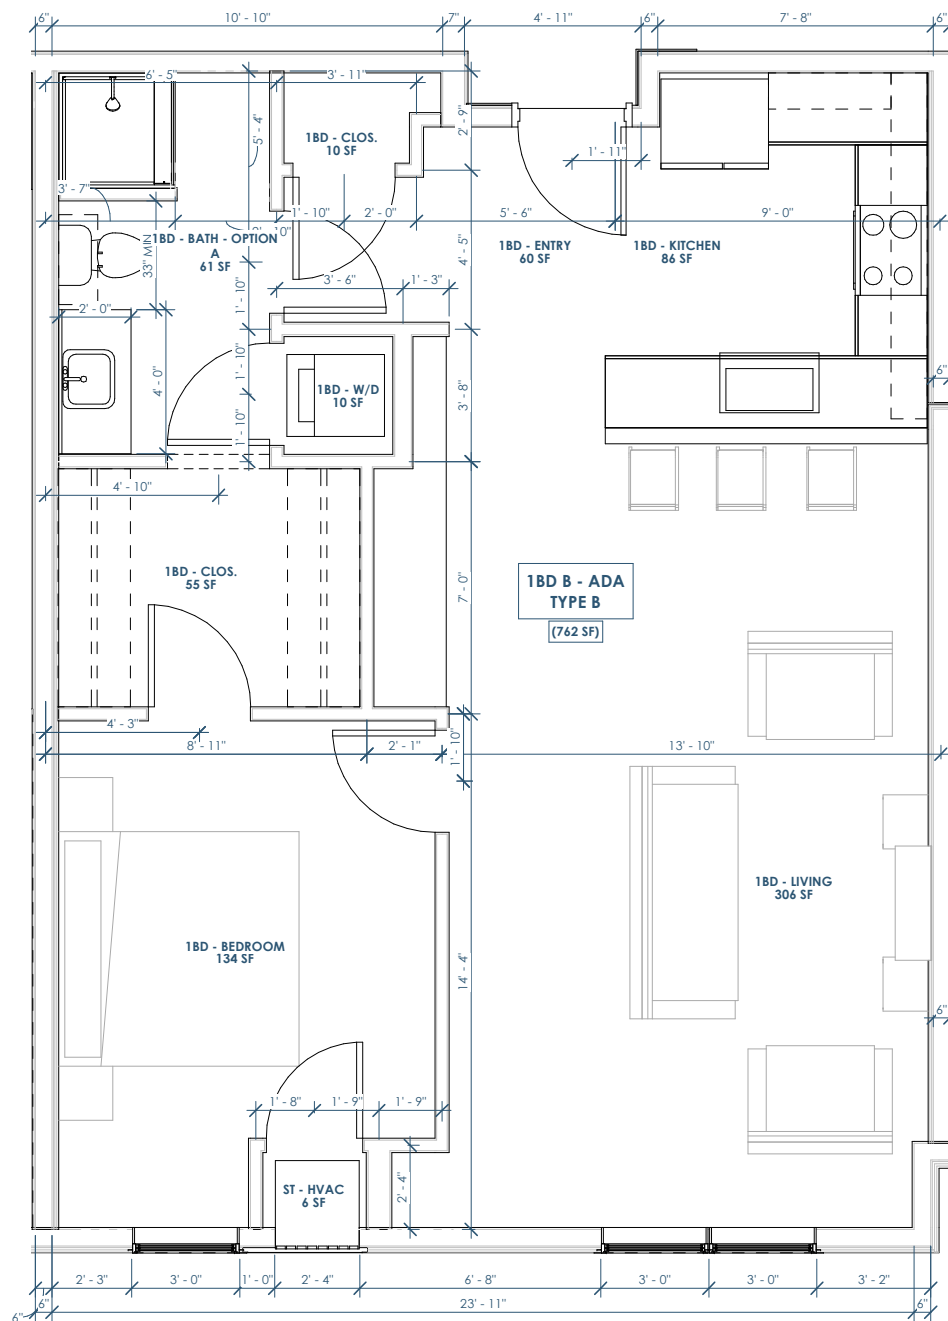 6"
10' - 10"
7"
4' - 11"
6"
7' - 8"
6"
6' - 5"
3' - 11"
5' - 4"
2' - 9"
1BD - CLOS.
10 SF
1' - 11"
3' - 7"
1' - 10"
2' - 0"
5' - 6"
9' - 0"
1BD - BATH - OPTION
A
61 SF
33" MIN
4' - 5"
1BD - ENTRY
60 SF
1BD - KITCHEN
86 SF
3' - 6"
1' - 3"
1' - 10"
2' - 0"
1' - 10"
6"
1BD - W/D
10 SF
4' - 0"
3' - 8"
1' - 10"
4' - 10"
1BD - CLOS.
55 SF
7' - 0"
1BD B - ADA
TYPE B
(762 SF)
4' - 3"
8' - 11"
2' - 1"
1' - 10"
13' - 10"
1BD - LIVING
306 SF
1BD - BEDROOM
134 SF
14' - 4"
6"
1' - 8"
1' - 9"
1' - 9"
ST - HVAC
6 SF
2' - 4"
2' - 3"
3' - 0"
1' - 0"
2' - 4"
6' - 8"
3' - 0"
3' - 0"
3' - 2"
6"
23' - 11"
6"
6"